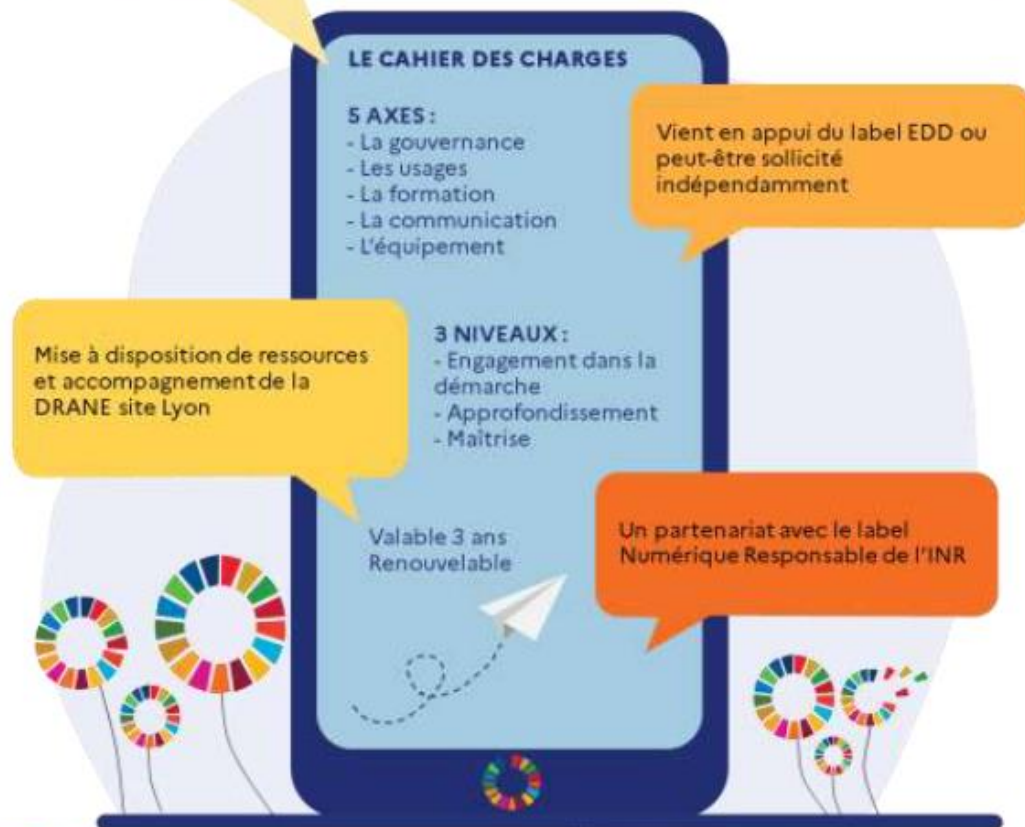 LE CAHIER DES CHARGES
5 AXES :
- La gouvernance
- Les usages
- La formation
- La communication
- L'équipement
Vient en appui du label EDD ou
peut-être sollicité
indépendamment
3 NIVEAUX :
- Engagement dans la
démarche
- Approfondissement
- Maîtrise
Mise à disposition de ressources
et accompagnement de la
DRANE site Lyon
Valable 3 ans
Renouvelable
Un partenariat avec le label
Numérique Responsable de l'INR